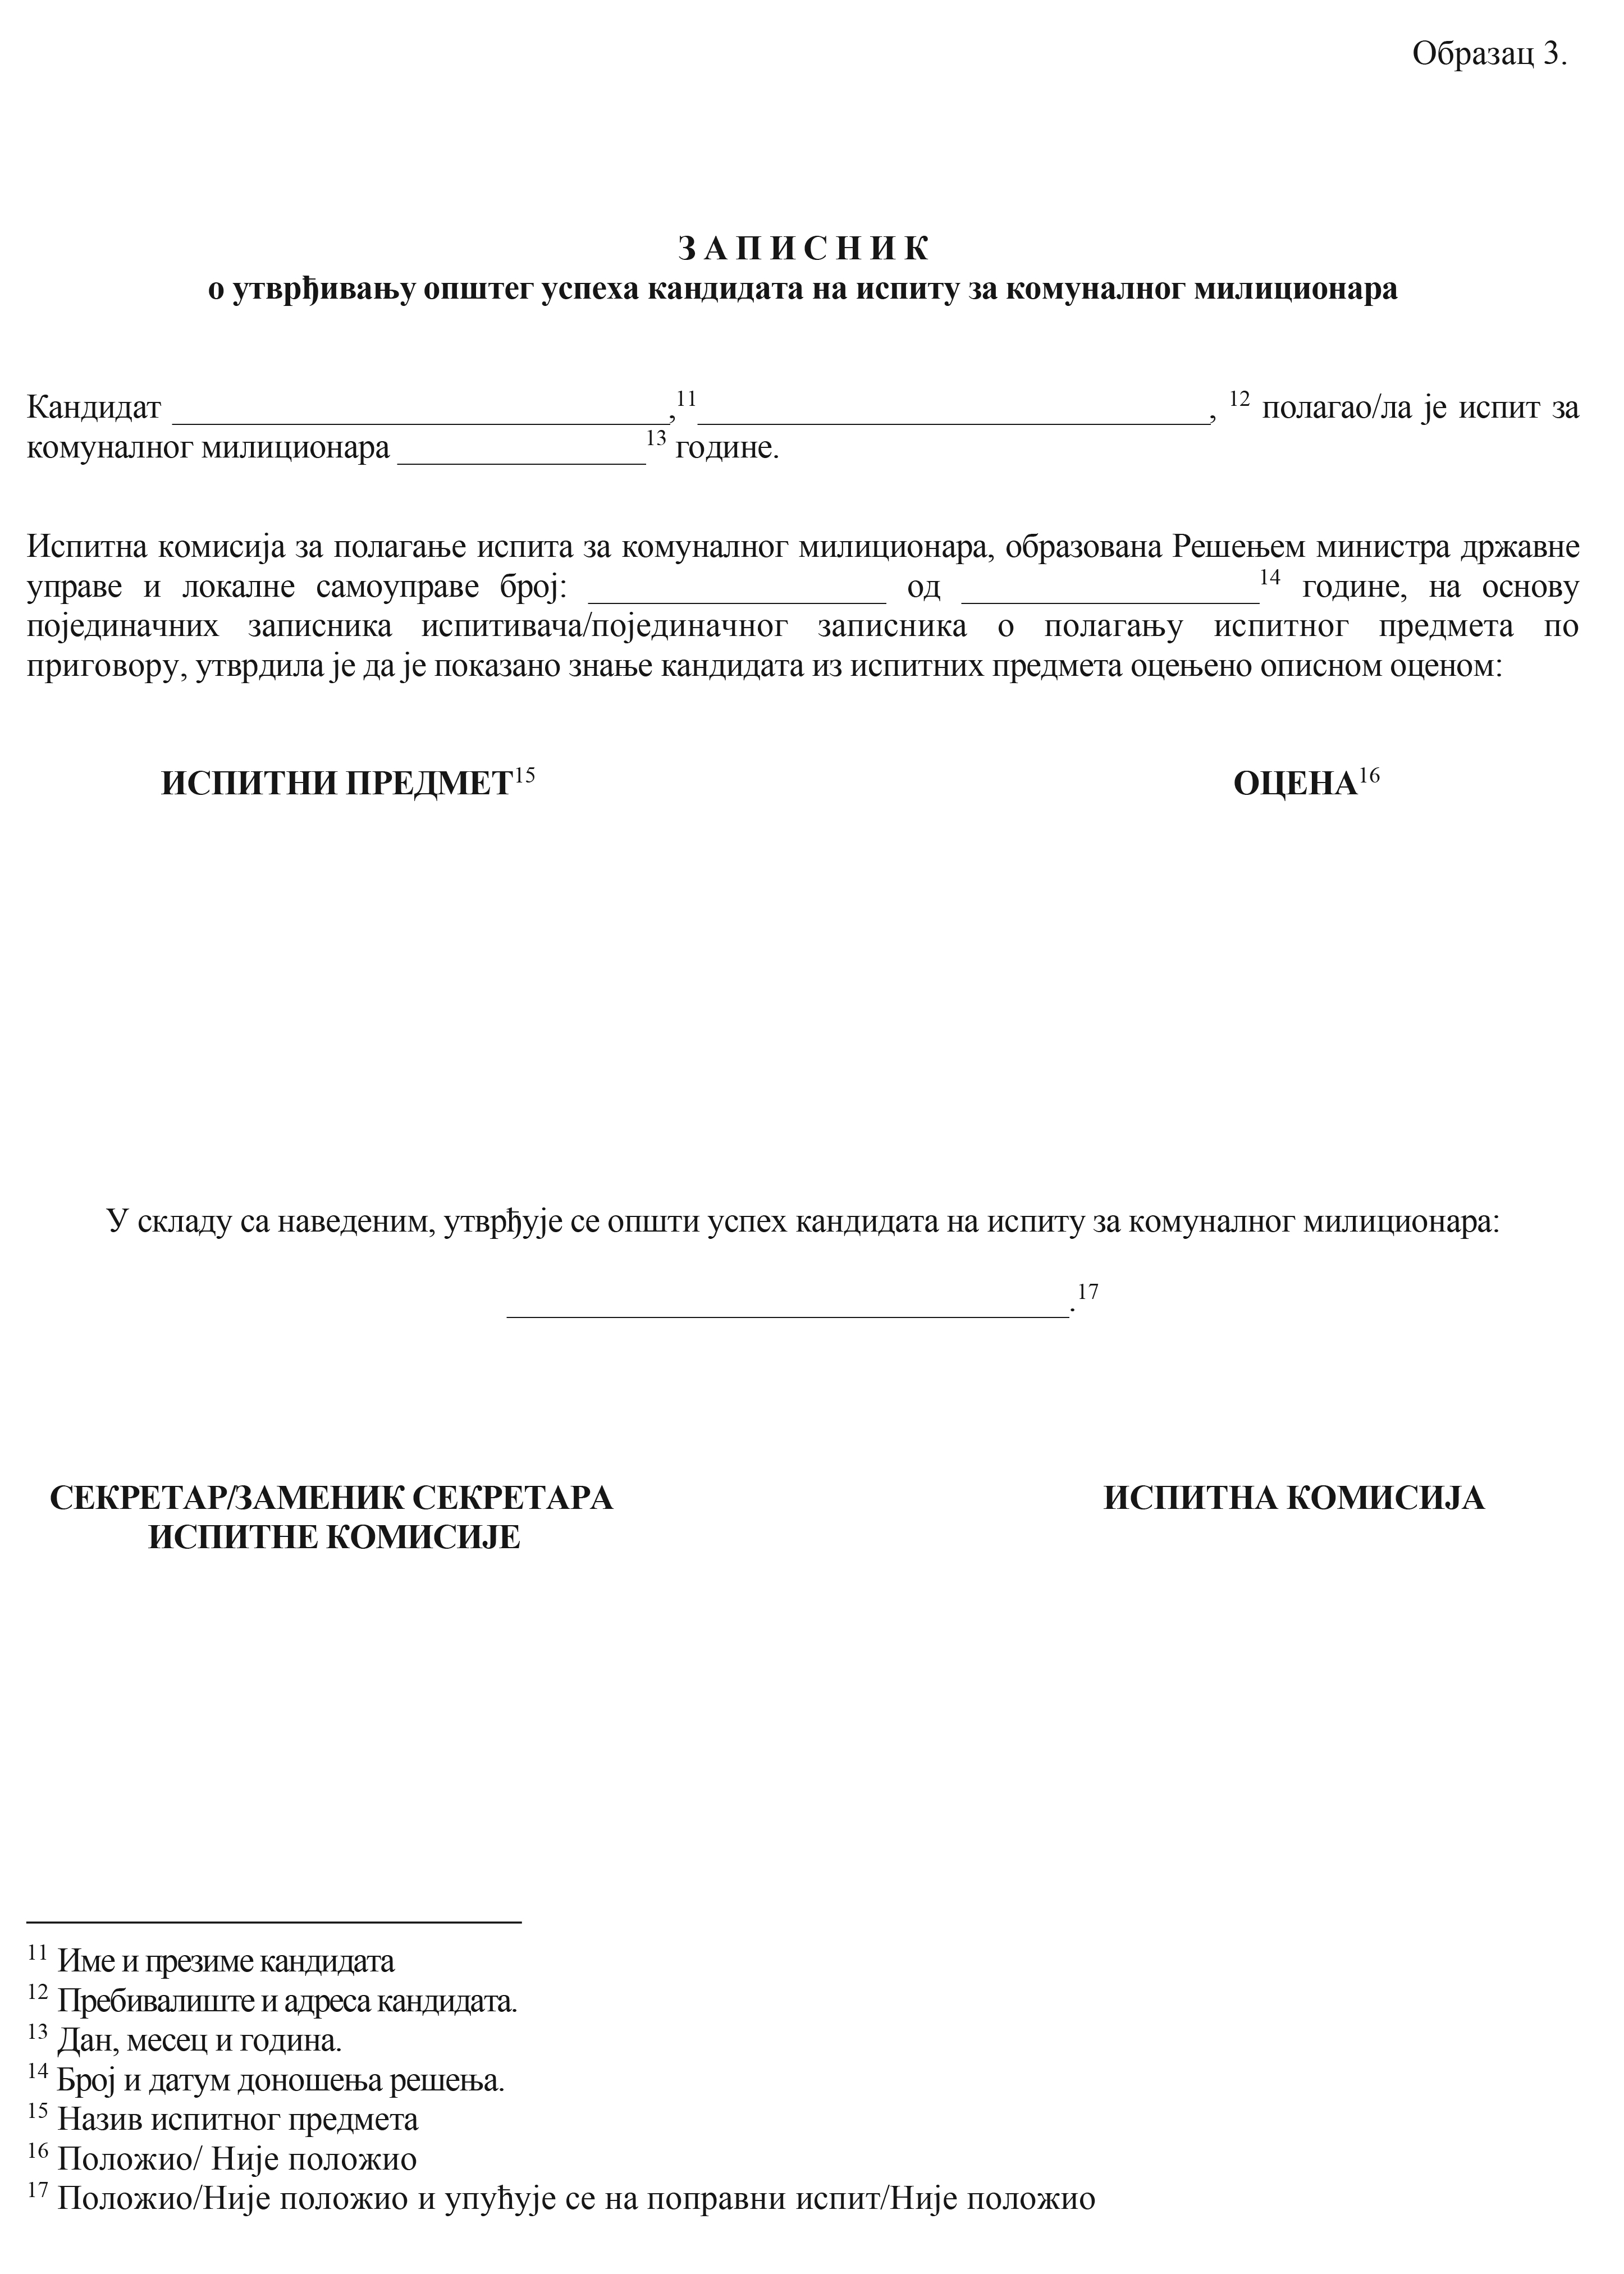 Образац 3.
З А П И С Н И К
о утврђивању општег успеха кандидата на испиту за комуналног милиционара
Кандидат ______________________________,¹¹_______________________________, ¹² полагао/ла је испит за
комуналног милиционара _______________¹³ године.
Испитна комисија за полагање испита за комуналног милиционара, образована Решењем министра државне
управе и локалне самоуправе број: __________________ од __________________¹⁴ године, на основу
појединачних записника испитивача/појединачног записника о полагању испитног предмета по
приговору, утврдила је да је показано знање кандидата из испитних предмета оцењено описном оценом:
ИСПИТНИ ПРЕДМЕТ¹⁵ ОЦЕНА¹⁶
У складу са наведеним, утврђује се општи успех кандидата на испиту за комуналног милиционара:
__________________________________.¹⁷
СЕКРЕТАР/ЗАМЕНИК СЕКРЕТАРА ИСПИТНА КОМИСИЈА
ИСПИТНЕ КОМИСИЈЕ
¹¹ Име и презиме кандидата
¹² Пребивалиште и адреса кандидата.
¹³ Дан, месец и година.
¹⁴ Број и датум доношења решења.
¹⁵ Назив испитног предмета
¹⁶ Положио/ Није положио
¹⁷ Положио/Није положио и упућује се на поправни испит/Није положио